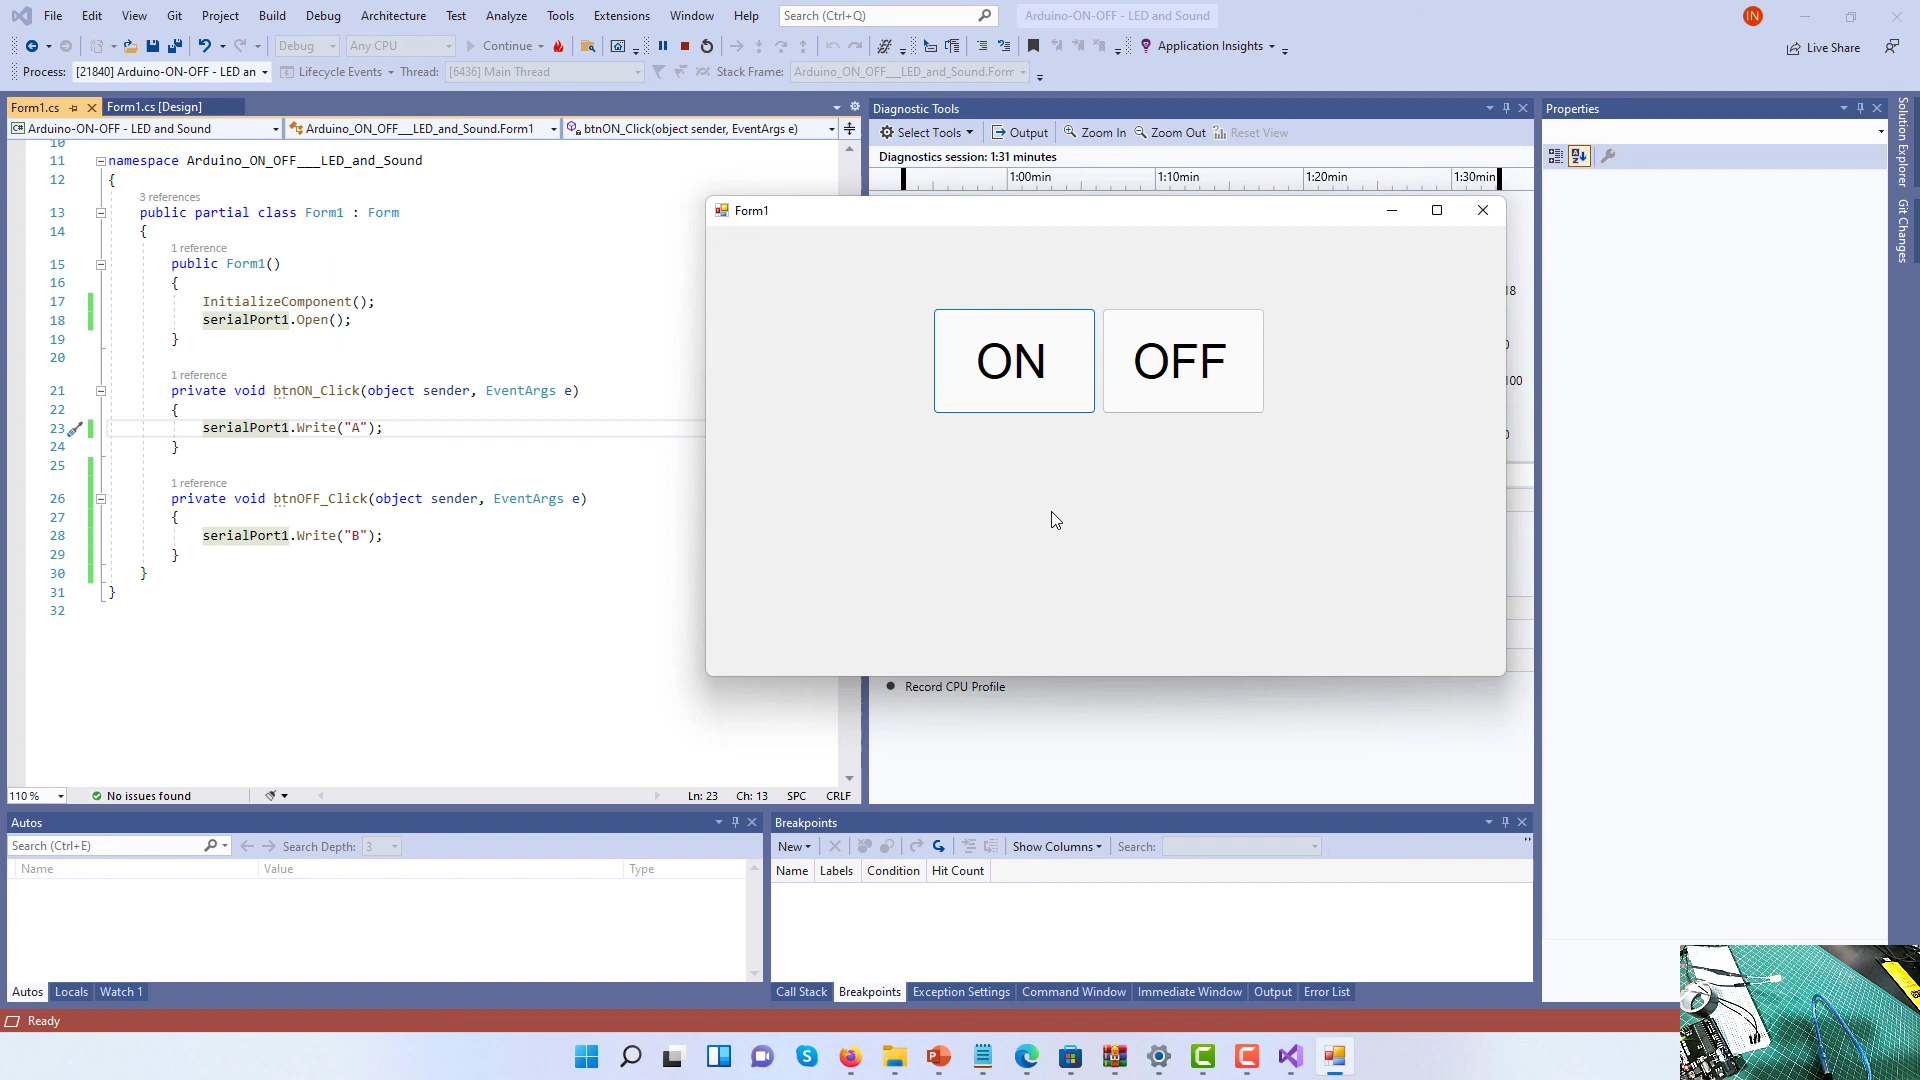 File Edit View Git Project Build Debug Architecture Test Analyze Tools Extensions Window Help Search (Ctrl+Q) Arduino-ON-OFF - LED and Sound IN
Debug Any CPU Continue Application Insights Live Share
Process: [21840] Arduino-ON-OFF - LED an Lifecycle Events Thread: [6436] Main Thread Stack Frame: Arduino_ON_OFF___LED_and_Sound.Form
Form1.cs Form1.cs [Design]
Arduino-ON-OFF - LED and Sound Arduino_ON_OFF___LED_and_Sound.Form1 btnON_Click(object sender, EventArgs e)
10
11 namespace Arduino_ON_OFF___LED_and_Sound
12 {
3 references
13 public partial class Form1 : Form
14 {
1 reference
15 public Form1()
16 {
17 InitializeComponent();
18 serialPort1.Open();
19 }
20
1 reference
21 private void btnON_Click(object sender, EventArgs e)
22 {
23 serialPort1.Write("A");
24 }
25
1 reference
26 private void btnOFF_Click(object sender, EventArgs e)
27 {
28 serialPort1.Write("B");
29 }
30 }
31 }
32
110 % No issues found Ln: 23 Ch: 13 SPC CRLF
Diagnostic Tools
Select Tools Output Zoom In Zoom Out Reset View
Diagnostics session: 1:31 minutes
1:00min 1:10min 1:20min 1:30min
Form1
ON OFF
18
0
100
0
Record CPU Profile
Properties
Solution Explorer
Git Changes
Autos
Search (Ctrl+E) Search Depth: 3
Name Value Type
Autos Locals Watch 1
Breakpoints
New Show Columns Search:
Name Labels Condition Hit Count
Call Stack Breakpoints Exception Settings Command Window Immediate Window Output Error List
Ready